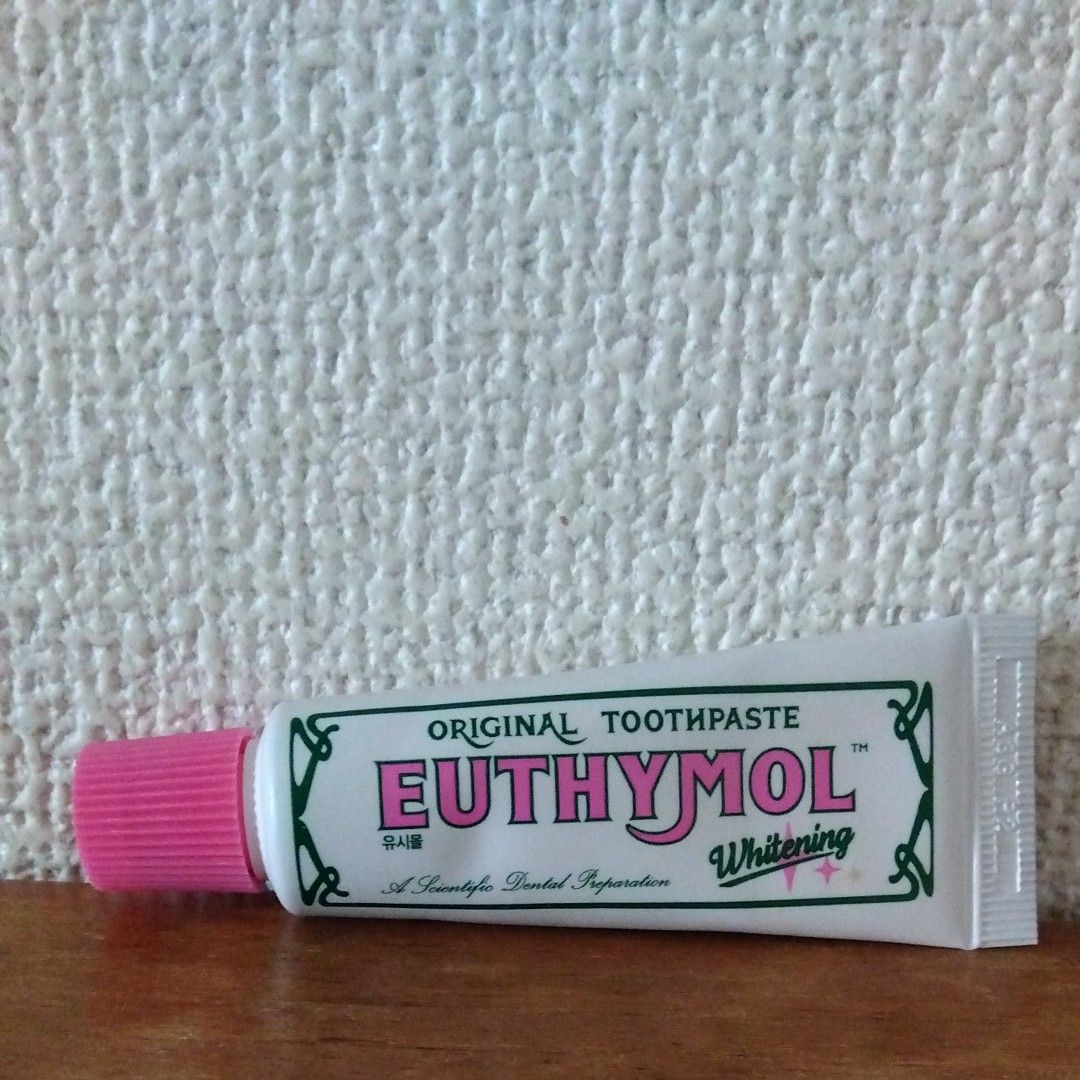 ORIGINAL TOOTHPASTE
EUTHYMOL™
유시몰
Whitening
A Scientific Dental Preparation